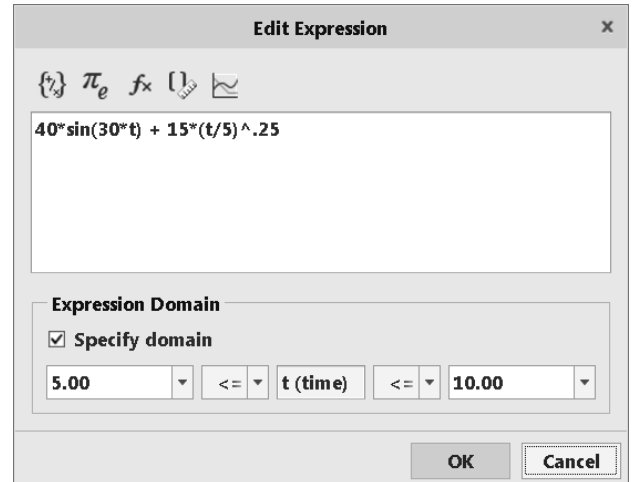 Edit Expression ×
{⁺⁄ₓ} πe f× []
40*sin(30*t) + 15*(t/5)^.25
Expression Domain
Specify domain
5.00 <= t (time) <= 10.00
OK Cancel